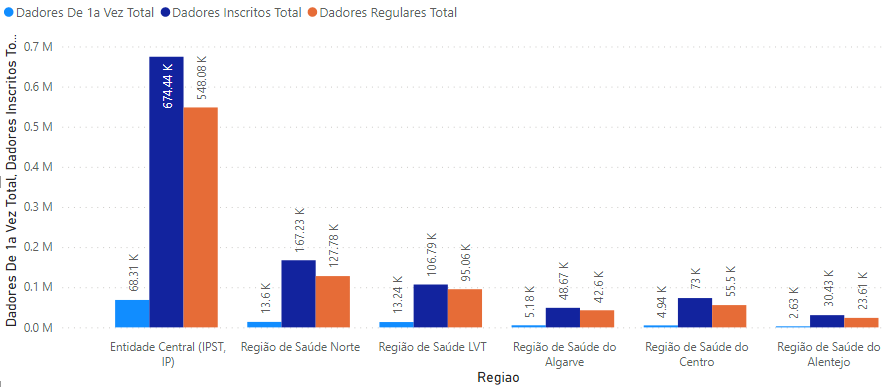 Dadores De 1a Vez Total Dadores Inscritos Total Dadores Regulares Total
Dadores De 1a Vez Total, Dadores Inscritos To...
0.7 M
0.6 M
0.5 M
0.4 M
0.3 M
0.2 M
0.1 M
0.0 M
68.31 K
674.44 K
548.08 K
13.6 K
167.23 K
127.78 K
13.24 K
106.79 K
95.06 K
5.18 K
48.67 K
42.6 K
4.94 K
73 K
55.5 K
2.63 K
30.43 K
23.61 K
Entidade Central (IPST,
IP)
Região de Saúde Norte
Região de Saúde LVT
Região de Saúde do
Algarve
Região de Saúde do
Centro
Região de Saúde do
Alentejo
Regiao